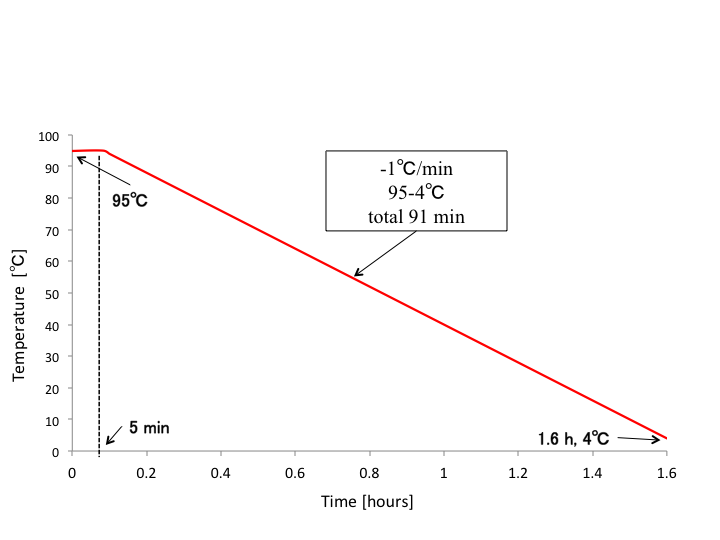 100
90
80
70
60
50
40
30
20
10
0
Temperature [℃]
95℃
-1℃/min
95-4℃
total 91 min
5 min
1.6 h, 4℃
0 0.2 0.4 0.6 0.8 1 1.2 1.4 1.6
Time [hours]